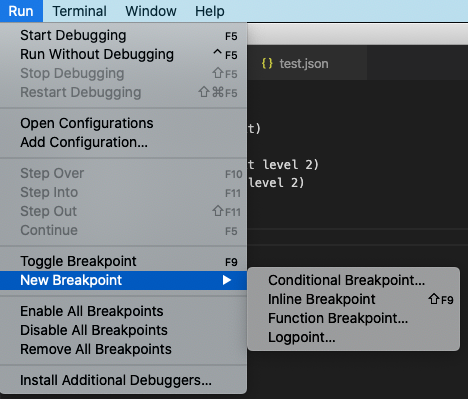 Run Terminal Window Help
Start Debugging F5
Run Without Debugging ⌃F5
Stop Debugging ⇧F5
Restart Debugging ⇧⌘F5
Open Configurations
Add Configuration...
Step Over F10
Step Into F11
Step Out ⇧F11
Continue F5
Toggle Breakpoint F9
New Breakpoint ▶
Enable All Breakpoints
Disable All Breakpoints
Remove All Breakpoints
Install Additional Debuggers...
Conditional Breakpoint...
Inline Breakpoint ⇧F9
Function Breakpoint...
Logpoint...
{} test.json
t)
t level 2)
level 2)